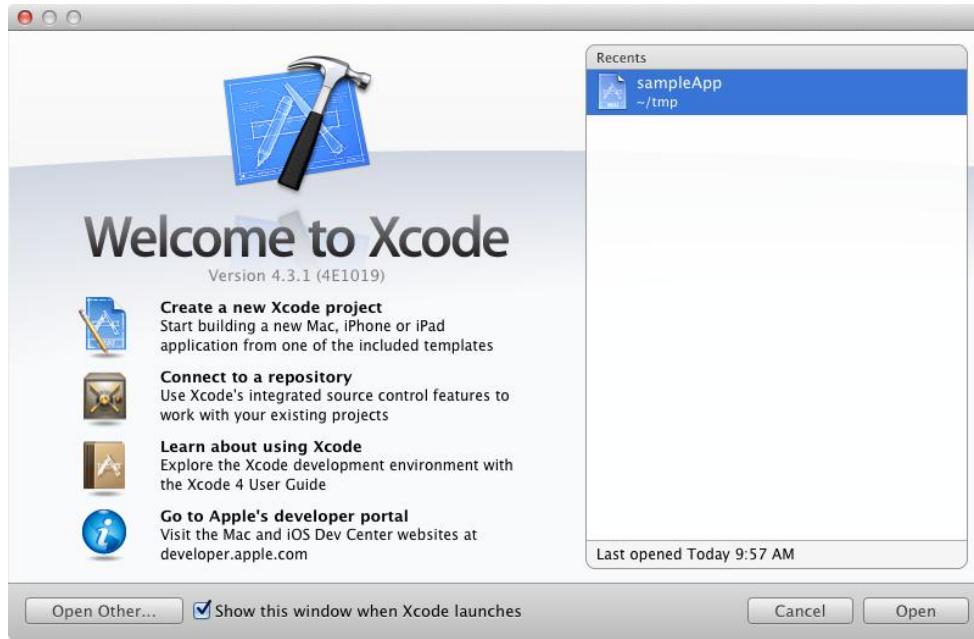 Welcome to Xcode
Version 4.3.1 (4E1019)
Create a new Xcode project
Start building a new Mac, iPhone or iPad
application from one of the included templates
Connect to a repository
Use Xcode's integrated source control features to
work with your existing projects
Learn about using Xcode
Explore the Xcode development environment with
the Xcode 4 User Guide
Go to Apple's developer portal
Visit the Mac and iOS Dev Center websites at
developer.apple.com
Recents
sampleApp
~/tmp
Last opened Today 9:57 AM
Open Other...
Show this window when Xcode launches
Cancel
Open